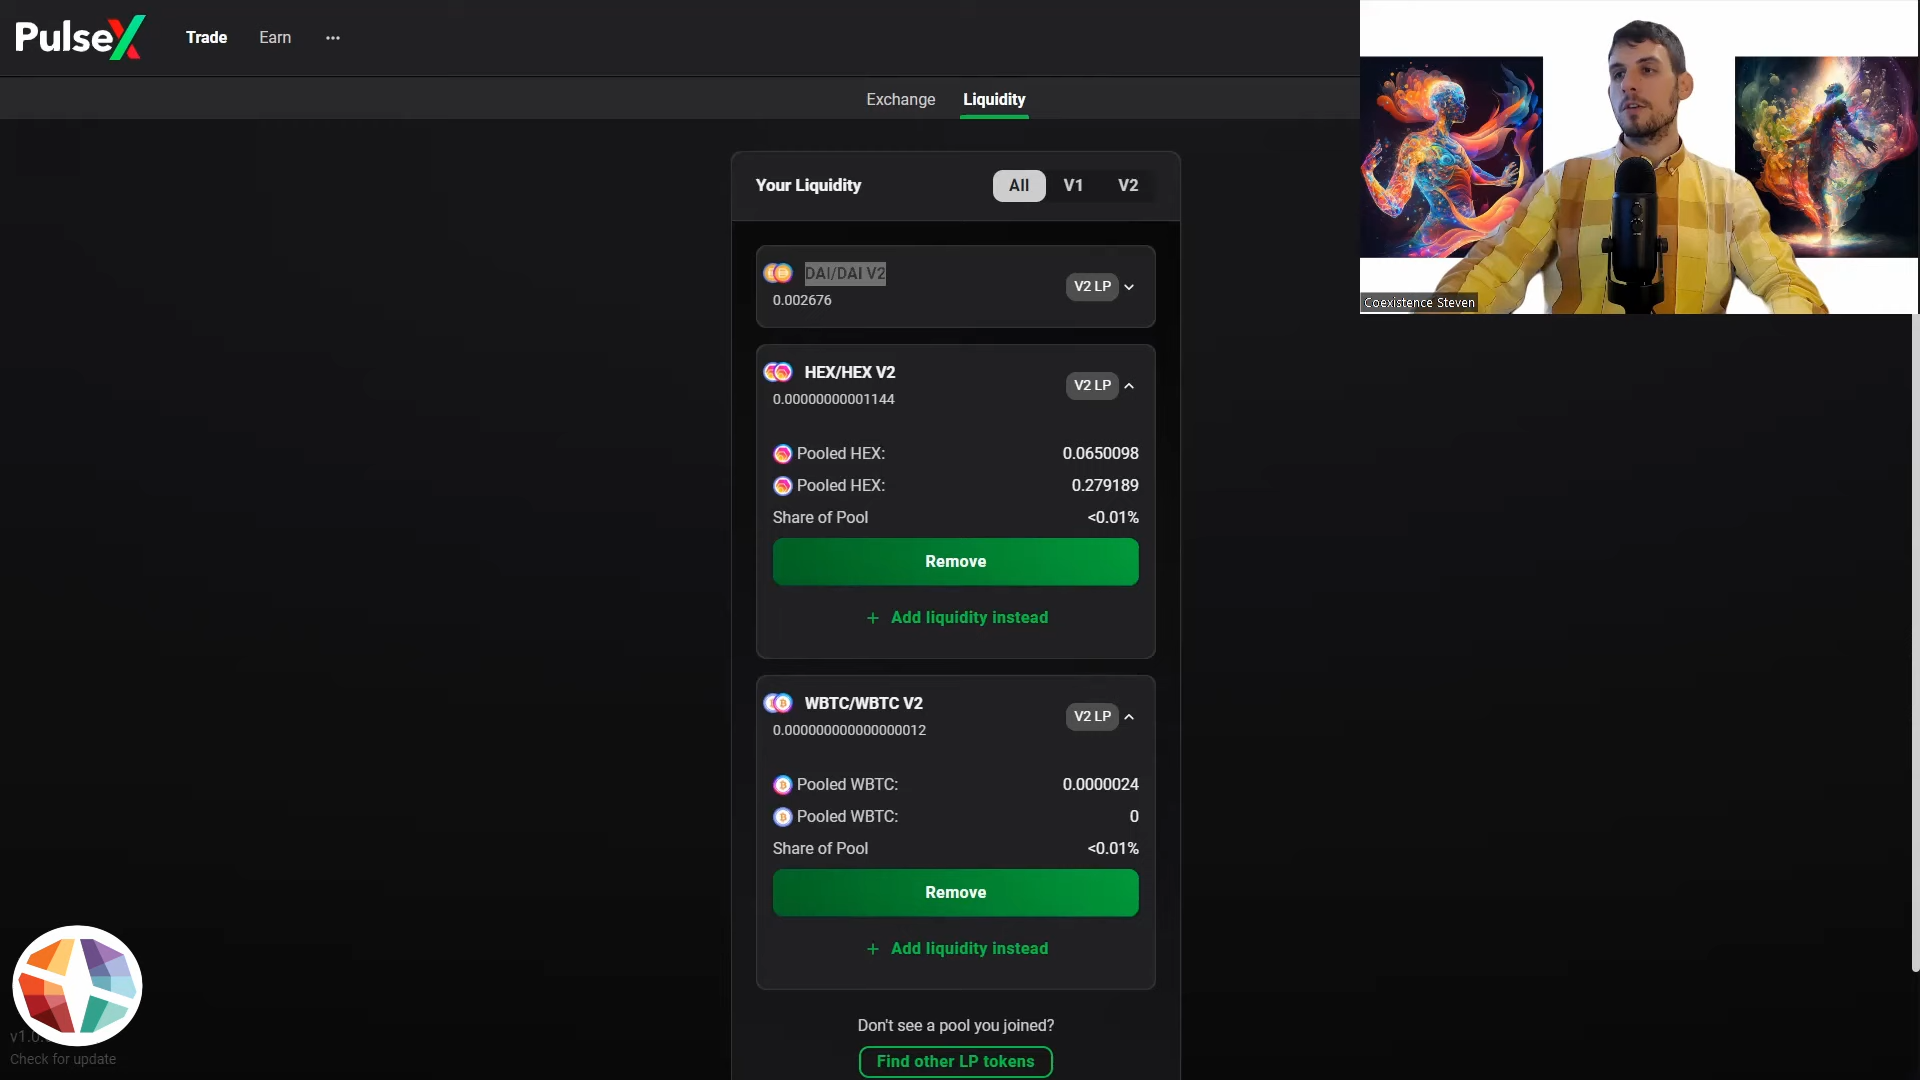 PulseX
Trade
Earn
Exchange
Liquidity
Your Liquidity
All
V1
V2
DAI/DAI V2
0.002676
V2 LP
HEX/HEX V2
0.00000000001144
V2 LP
Pooled HEX:
0.0650098
Pooled HEX:
0.279189
Share of Pool
<0.01%
Remove
+ Add liquidity instead
WBTC/WBTC V2
0.000000000000000012
V2 LP
Pooled WBTC:
0.0000024
Pooled WBTC:
0
Share of Pool
<0.01%
Remove
+ Add liquidity instead
Don't see a pool you joined?
Find other LP tokens
Coexistence Steven
Check for update